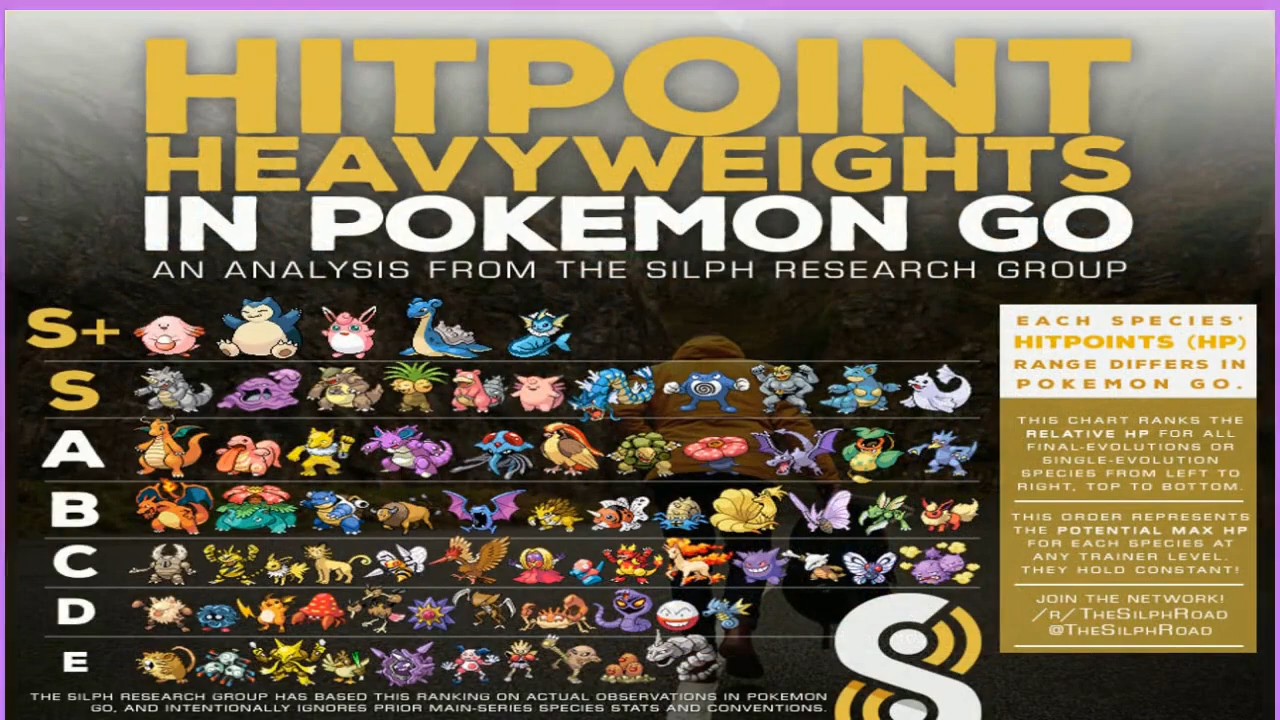 HITPOINT
HEAVYWEIGHTS
IN POKEMON GO
AN ANALYSIS FROM THE SILPH RESEARCH GROUP
S+
S
A
B
C
D
E
EACH SPECIES'
HITPOINTS (HP)
RANGE DIFFERS IN
POKEMON GO.
THIS CHART RANKS THE
RELATIVE HP FOR ALL
FINAL-EVOLUTIONS OR
SINGLE-EVOLUTION
SPECIES FROM LEFT TO
RIGHT, TOP TO BOTTOM.
THIS ORDER REPRESENTS
THE POTENTIAL MAX HP
FOR EACH SPECIES AT
ANY TRAINER LEVEL.
THEY HOLD CONSTANT!
JOIN THE NETWORK!
/R/THESILPHROAD
@THESILPHROAD
THE SILPH RESEARCH GROUP HAS BASED THIS RANKING ON ACTUAL OBSERVATIONS IN POKEMON
GO, AND INTENTIONALLY IGNORES PRIOR MAIN-SERIES SPECIES STATS AND CONVENTIONS.